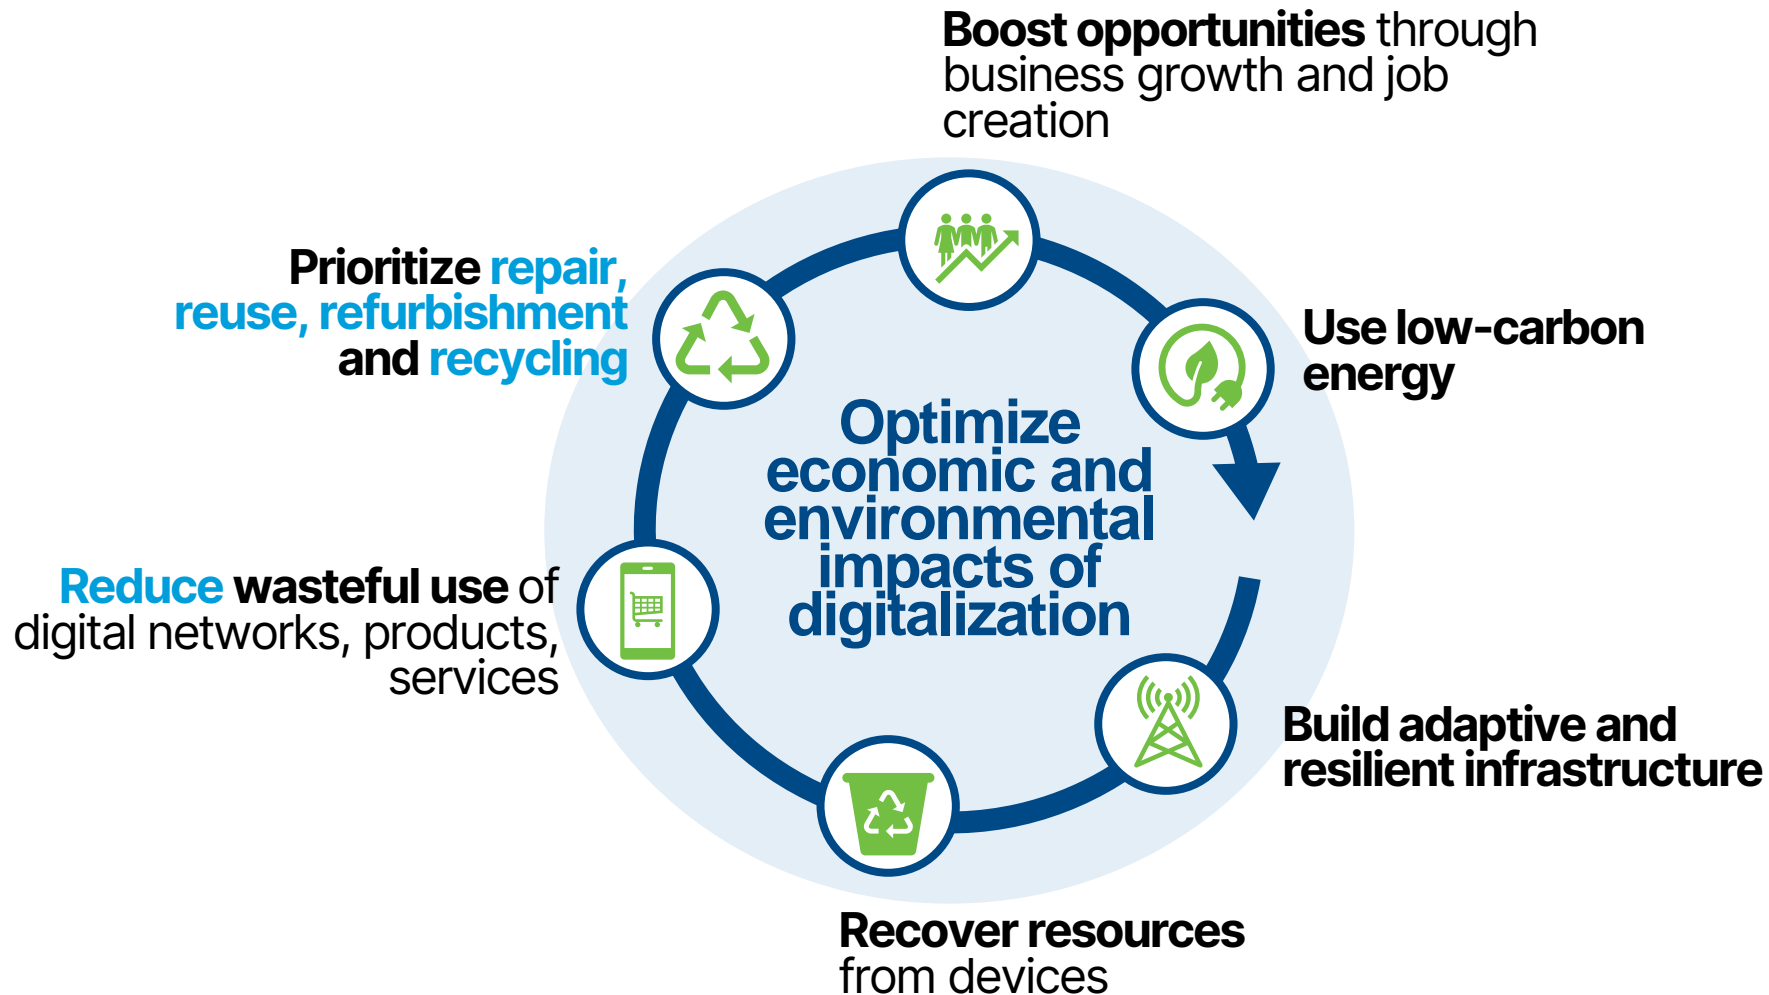 Boost opportunities through
business growth and job
creation
Prioritize repair,
reuse, refurbishment
and recycling
Use low-carbon
energy
Optimize
economic and
environmental
impacts of
digitalization
Reduce wasteful use of
digital networks, products,
services
Build adaptive and
resilient infrastructure
Recover resources
from devices